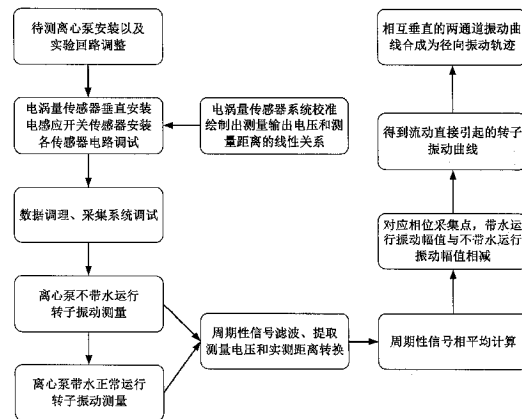 待测离心泵安装以及
实验回路调整
电涡量传感器垂直安装
电感应开关传感器安装
各传感器电路调试
电涡量传感器系统校准
绘制出测量输出电压和测
量距离的线性关系
数据调理、采集系统调试
离心泵不带水运行
转子振动测量
离心泵带水正常运行
转子振动测量
周期性信号滤波、提取
测量电压和实测距离转换
周期性信号相平均计算
对应相位采集点，带水运
行振动幅值与不带水运行
振动幅值相减
得到流动直接引起的转子
振动曲线
相互垂直的两通道振动曲
线合成为径向振动轨迹